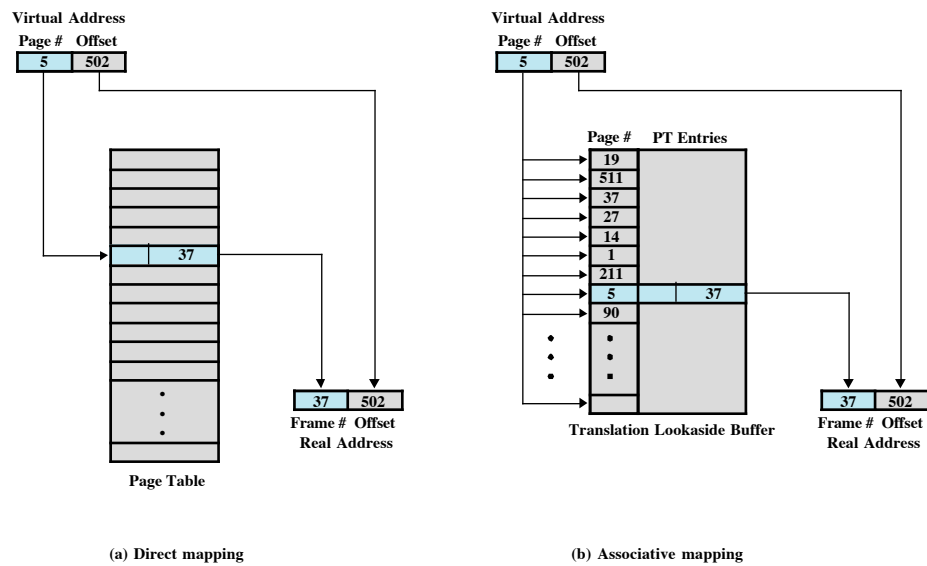 Virtual Address
Page # Offset
5 502
37
37 502
Frame # Offset
Real Address
Page Table
(a) Direct mapping
Virtual Address
Page # Offset
5 502
Page # PT Entries
19
511
37
27
14
1
211
5 37
90
37 502
Frame # Offset
Real Address
Translation Lookaside Buffer
(b) Associative mapping